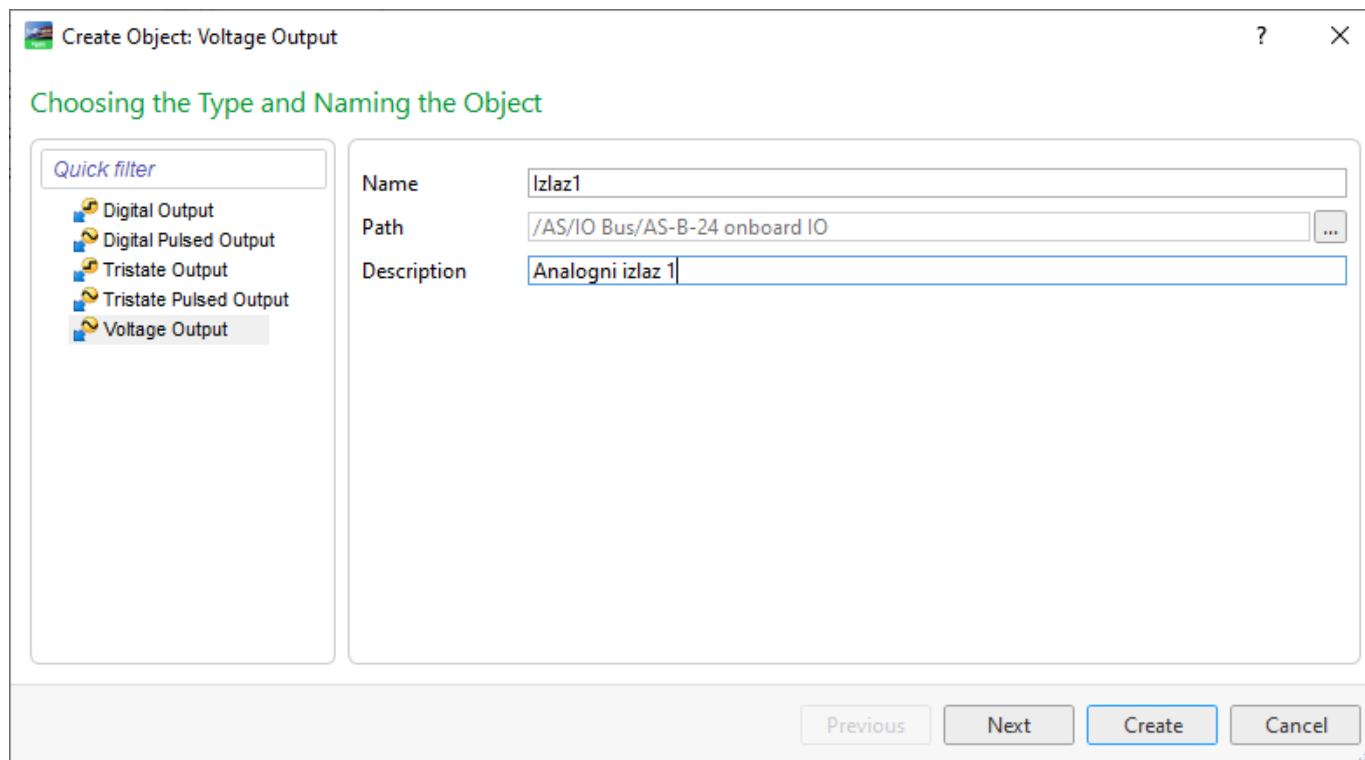 Create Object: Voltage Output
?
Choosing the Type and Naming the Object
Quick filter
Digital Output
Digital Pulsed Output
Tristate Output
Tristate Pulsed Output
Voltage Output
Name Izlaz1
Path /AS/IO Bus/AS-B-24 onboard IO ...
Description Analogni izlaz 1
Previous Next Create Cancel